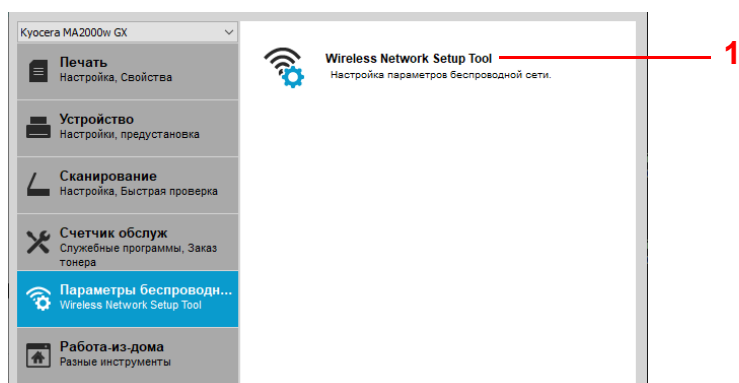 Kyocera MA2000w GX
Печать
Настройка, Свойства
Устройство
Настройки, предустановка
Сканирование
Настройка, Быстрая проверка
Счетчик обслуж
Служебные программы, Заказ
тонера
Параметры беспроводн...
Wireless Network Setup Tool
Работа-из-дома
Разные инструменты
Wireless Network Setup Tool
Настройка параметров беспроводной сети.
1